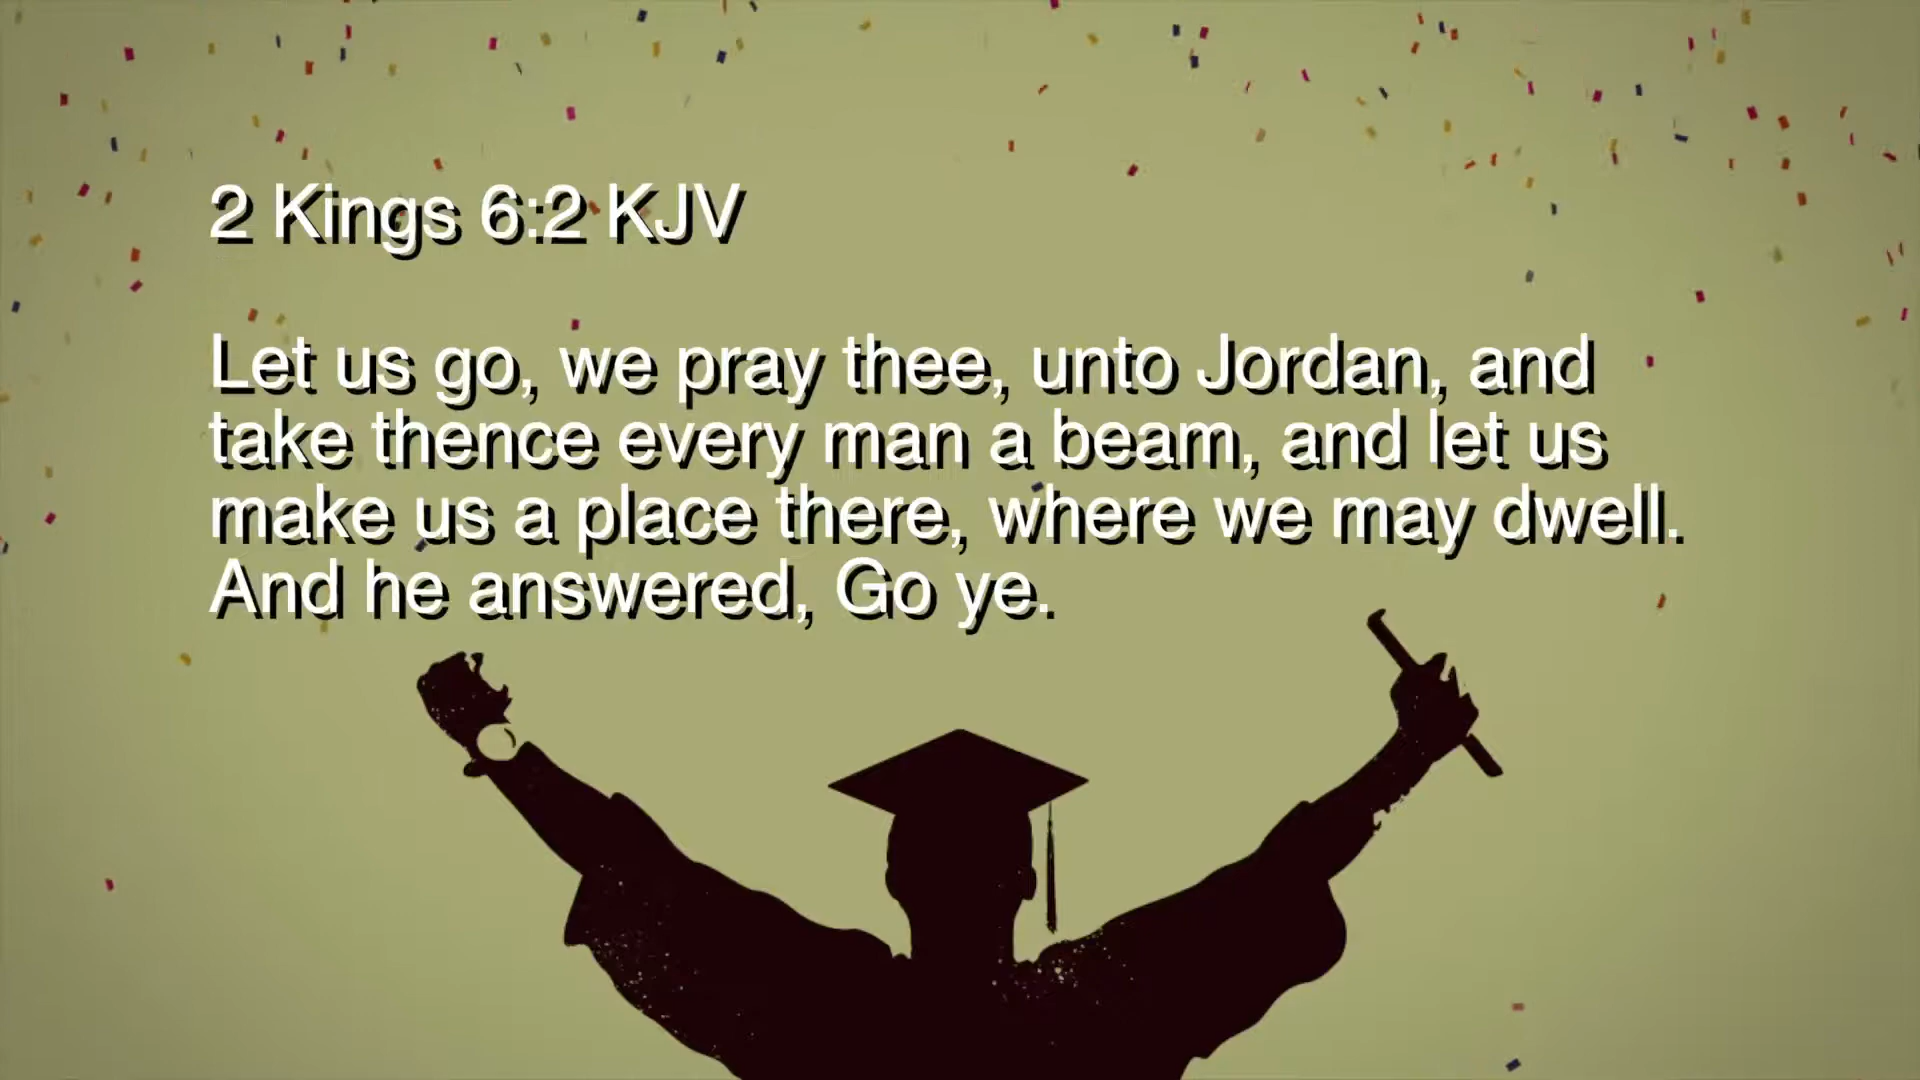 2 Kings 6:2 KJV
Let us go, we pray thee, unto Jordan, and
take thence every man a beam, and let us
make us a place there, where we may dwell.
And he answered, Go ye.